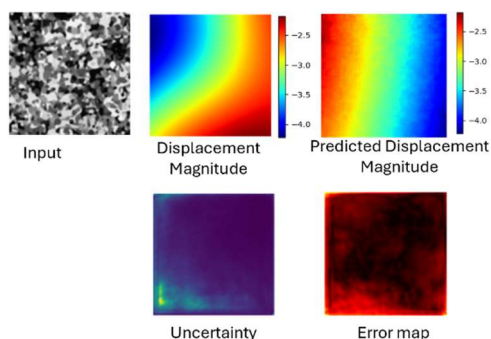 −2.5
−3.0
−3.5
−4.0
−2.5
−3.0
−3.5
−4.0
Input
Displacement
Magnitude
Predicted Displacement
Magnitude
Uncertainty
Error map